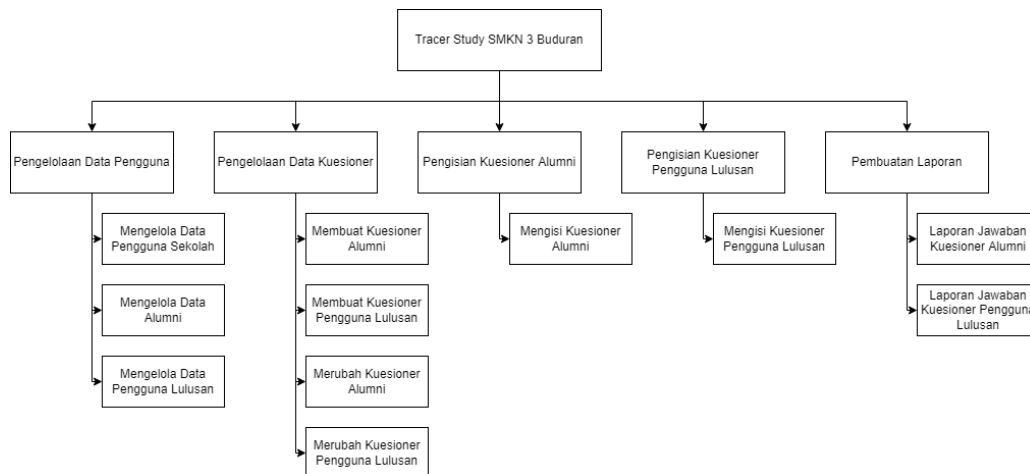 Tracer Study SMKN 3 Buduran
Pengelolaan Data Pengguna
Pengelolaan Data Kuesioner
Pengisian Kuesioner Alumni
Pengisian Kuesioner
Pengguna Lulusan
Pembuatan Laporan
Mengelola Data
Pengguna Sekolah
Mengelola Data
Alumni
Mengelola Data
Pengguna Lulusan
Membuat Kuesioner
Alumni
Membuat Kuesioner
Pengguna Lulusan
Merubah Kuesioner
Alumni
Merubah Kuesioner
Pengguna Lulusan
Mengisi Kuesioner
Alumni
Mengisi Kuesioner
Pengguna Lulusan
Laporan Jawaban
Kuesioner Alumni
Laporan Jawaban
Kuesioner Pengguna
Lulusan